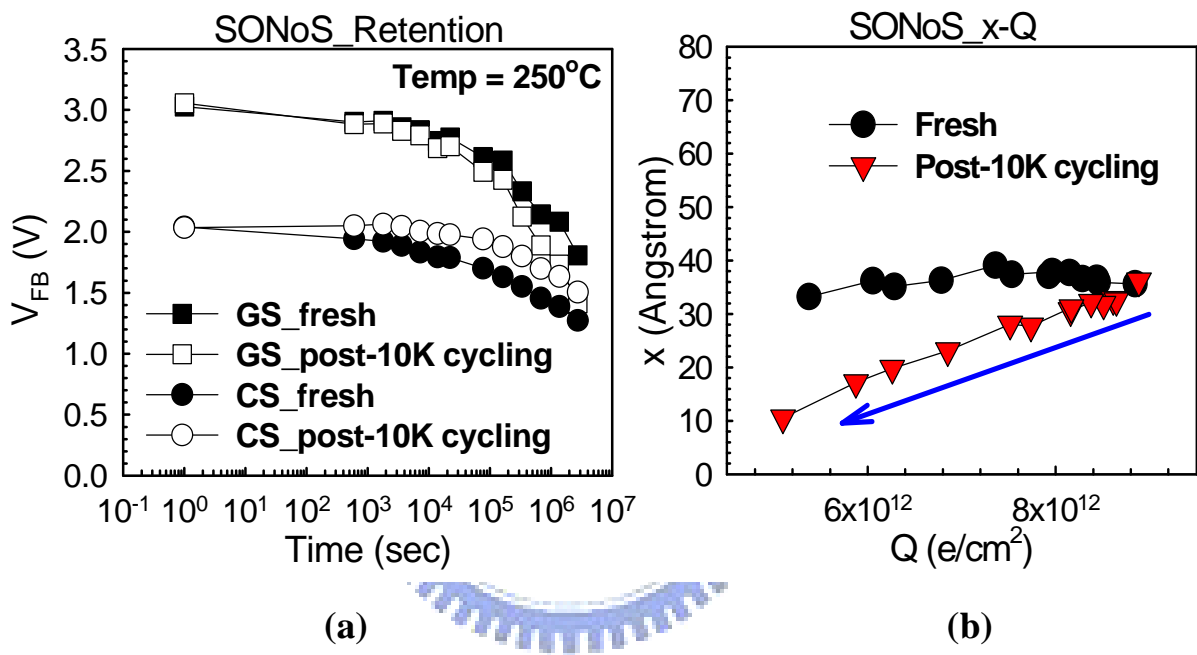 SONoS_Retention
3.5
3.0
2.5
2.0
1.5
1.0
0.5
0.0
V_FB (V)
Temp = 250°C
GS_fresh
GS_post-10K cycling
CS_fresh
CS_post-10K cycling
10⁻¹ 10⁰ 10¹ 10² 10³ 10⁴ 10⁵ 10⁶ 10⁷
Time (sec)
(a)
SONoS_x-Q
80
70
60
50
40
30
20
10
0
x (Angstrom)
Fresh
Post-10K cycling
6x10¹² 8x10¹²
Q (e/cm²)
(b)